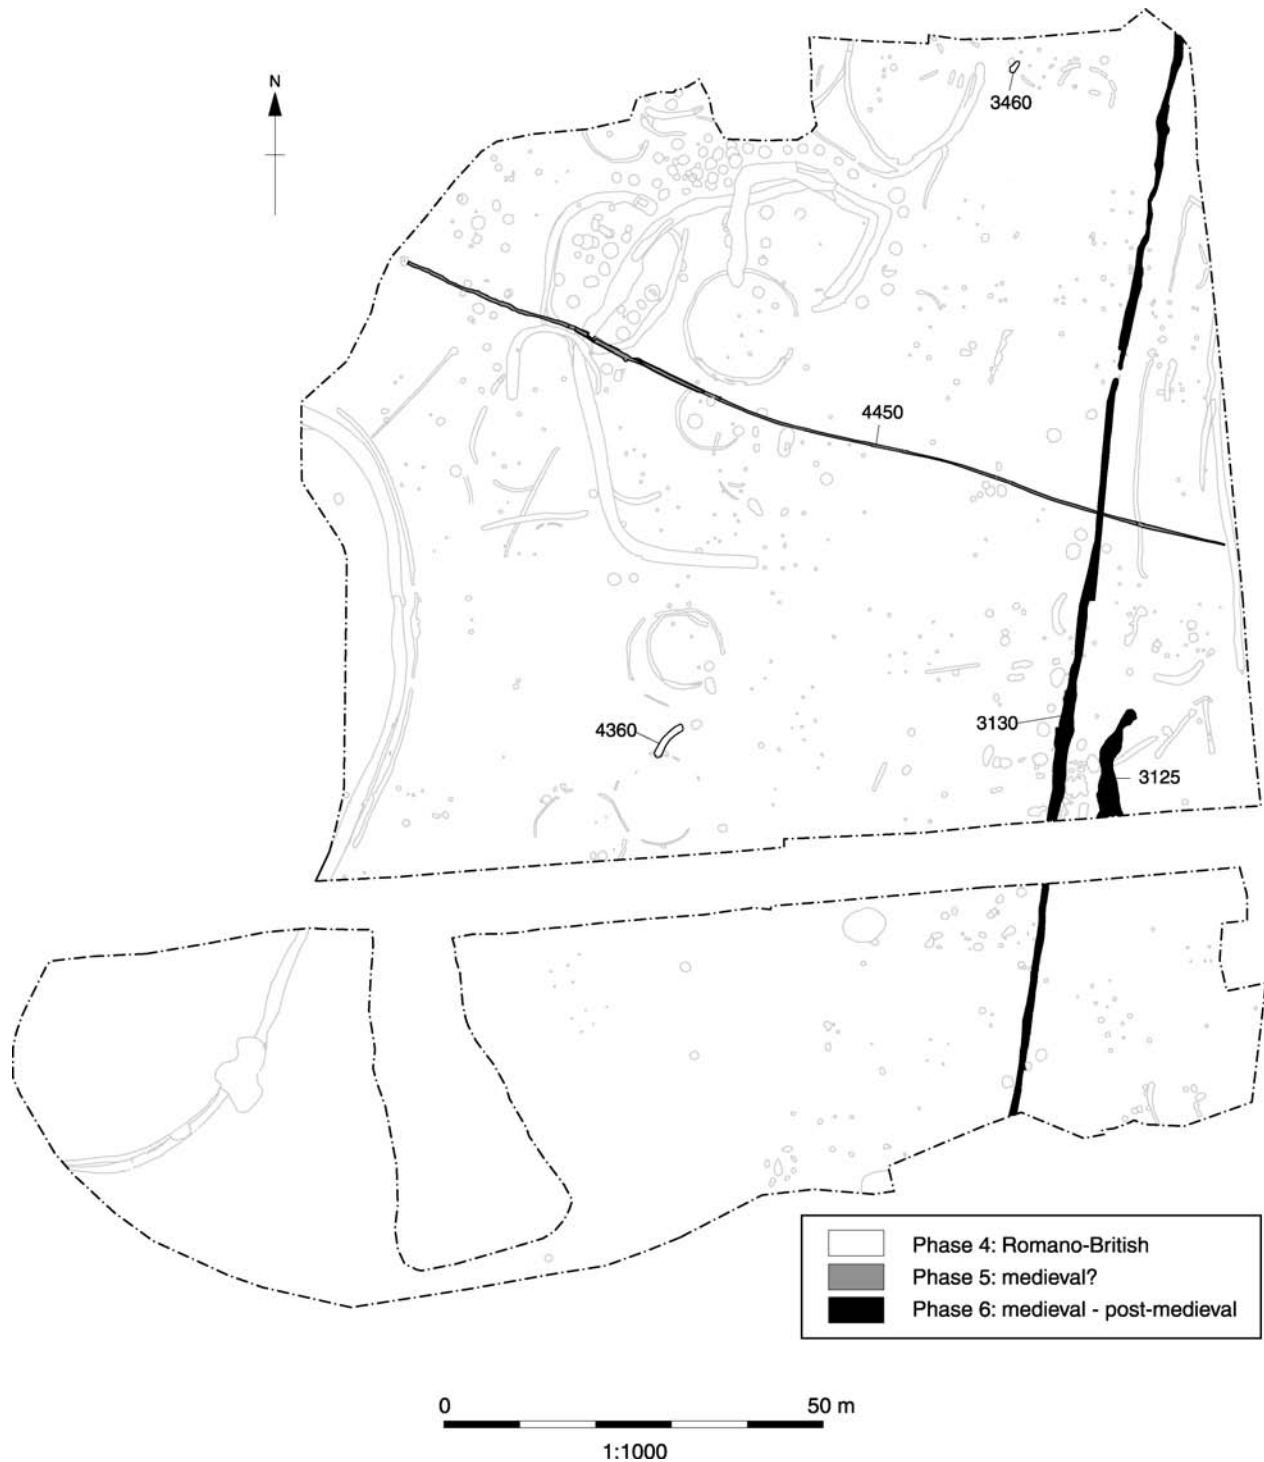 N
3460
4450
4360
3130
3125
Phase 4: Romano-British
Phase 5: medieval?
Phase 6: medieval - post-medieval
0 50 m
1:1000